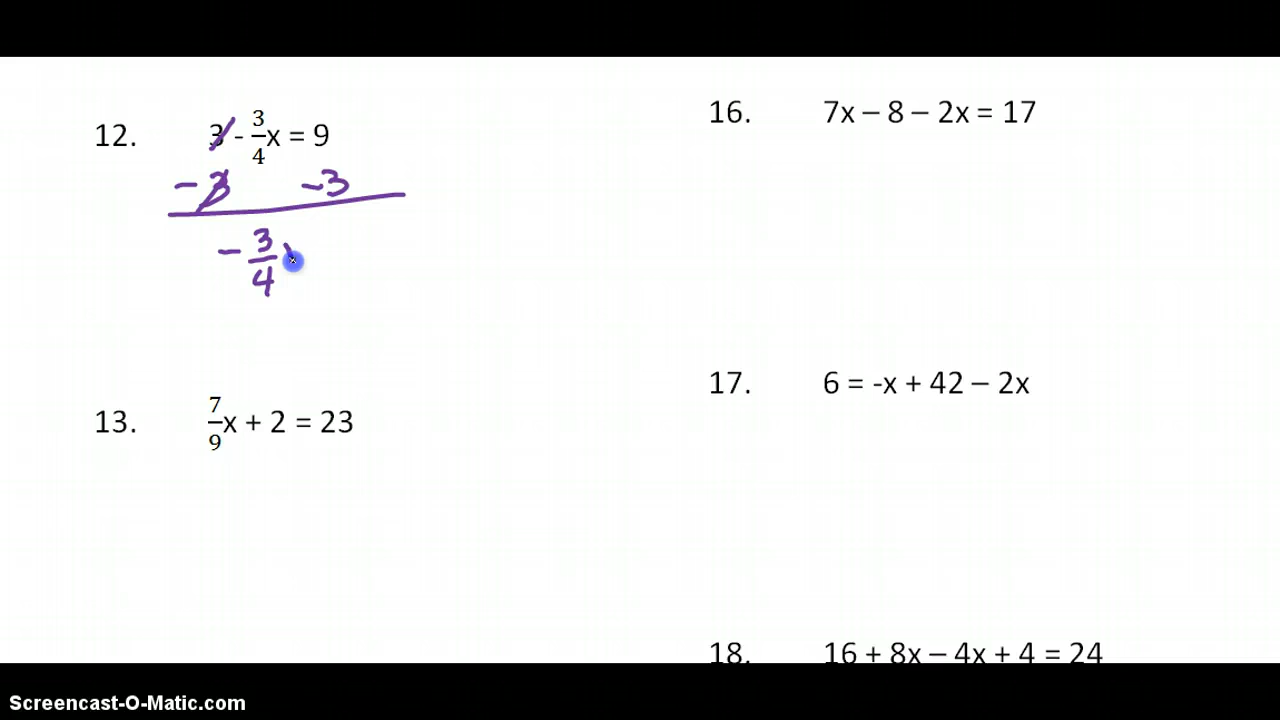 12. 3 - 3/4x = 9
- 3 -3
- 3/4
13. 7/9x + 2 = 23
16. 7x – 8 – 2x = 17
17. 6 = -x + 42 – 2x
18. 16 + 8x – 4x + 4 = 24
Screencast-O-Matic.com